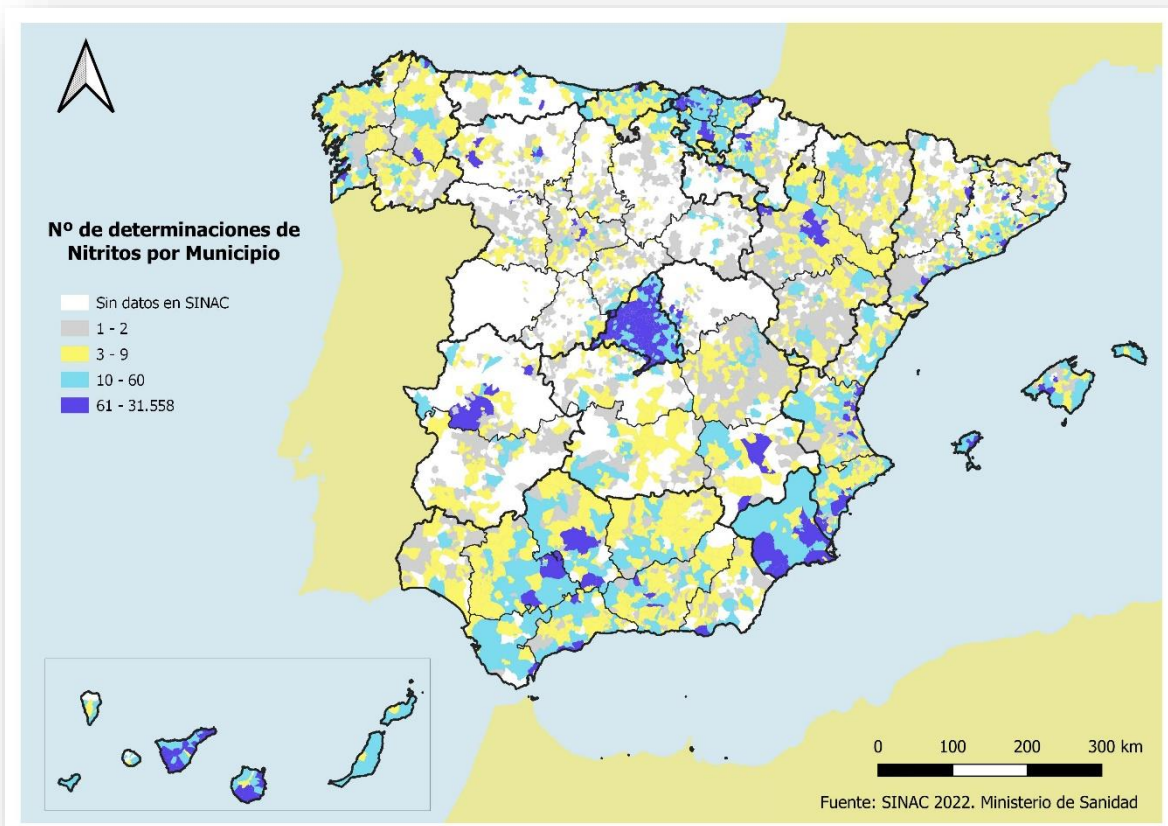 Nº de determinaciones de
Nitritos por Municipio
Sin datos en SINAC
1 - 2
3 - 9
10 - 60
61 - 31.558
0 100 200 300 km
Fuente: SINAC 2022. Ministerio de Sanidad